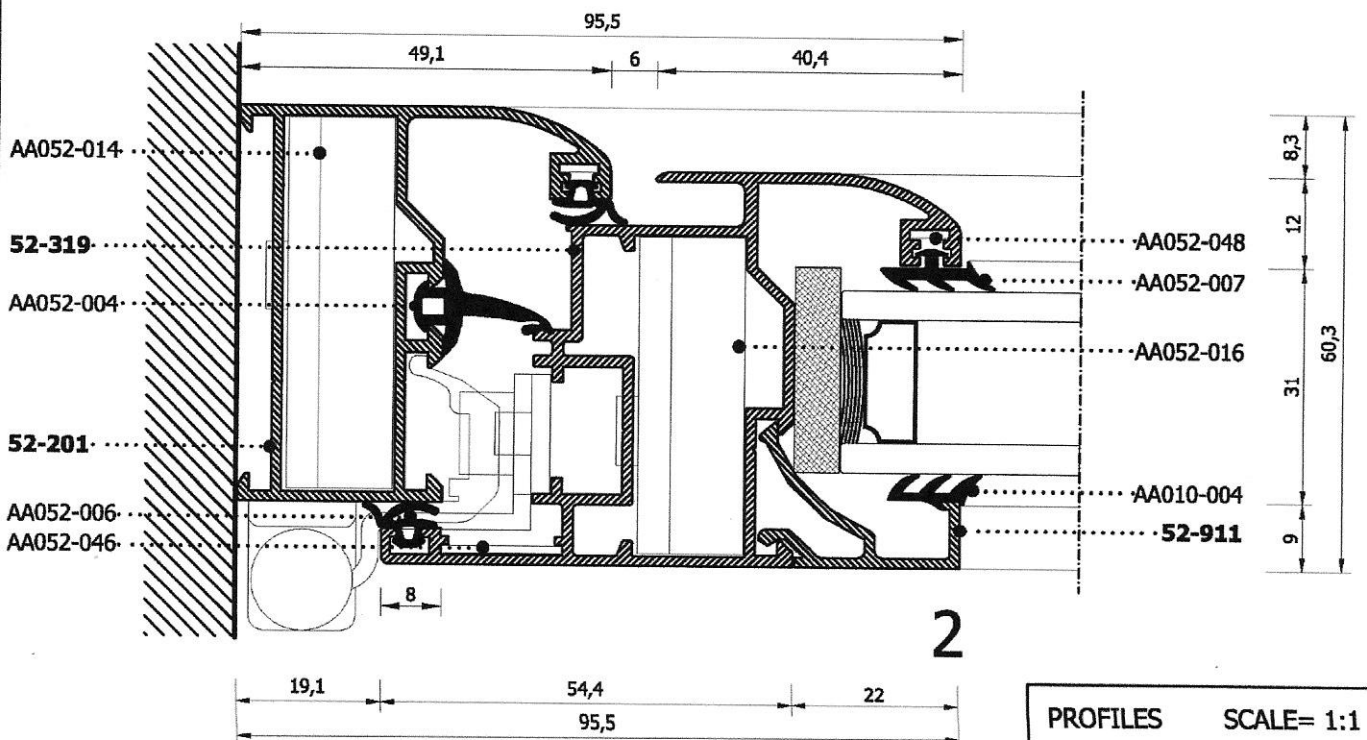 95,5
49,1 6 40,4
AA052-014
52-319
AA052-004
52-201
AA052-006
AA052-046
AA052-048
AA052-007
AA052-016
AA010-004
52-911
8,3
12
31
9
60,3
8
2
19,1 54,4 22
95,5
PROFILES SCALE= 1:1